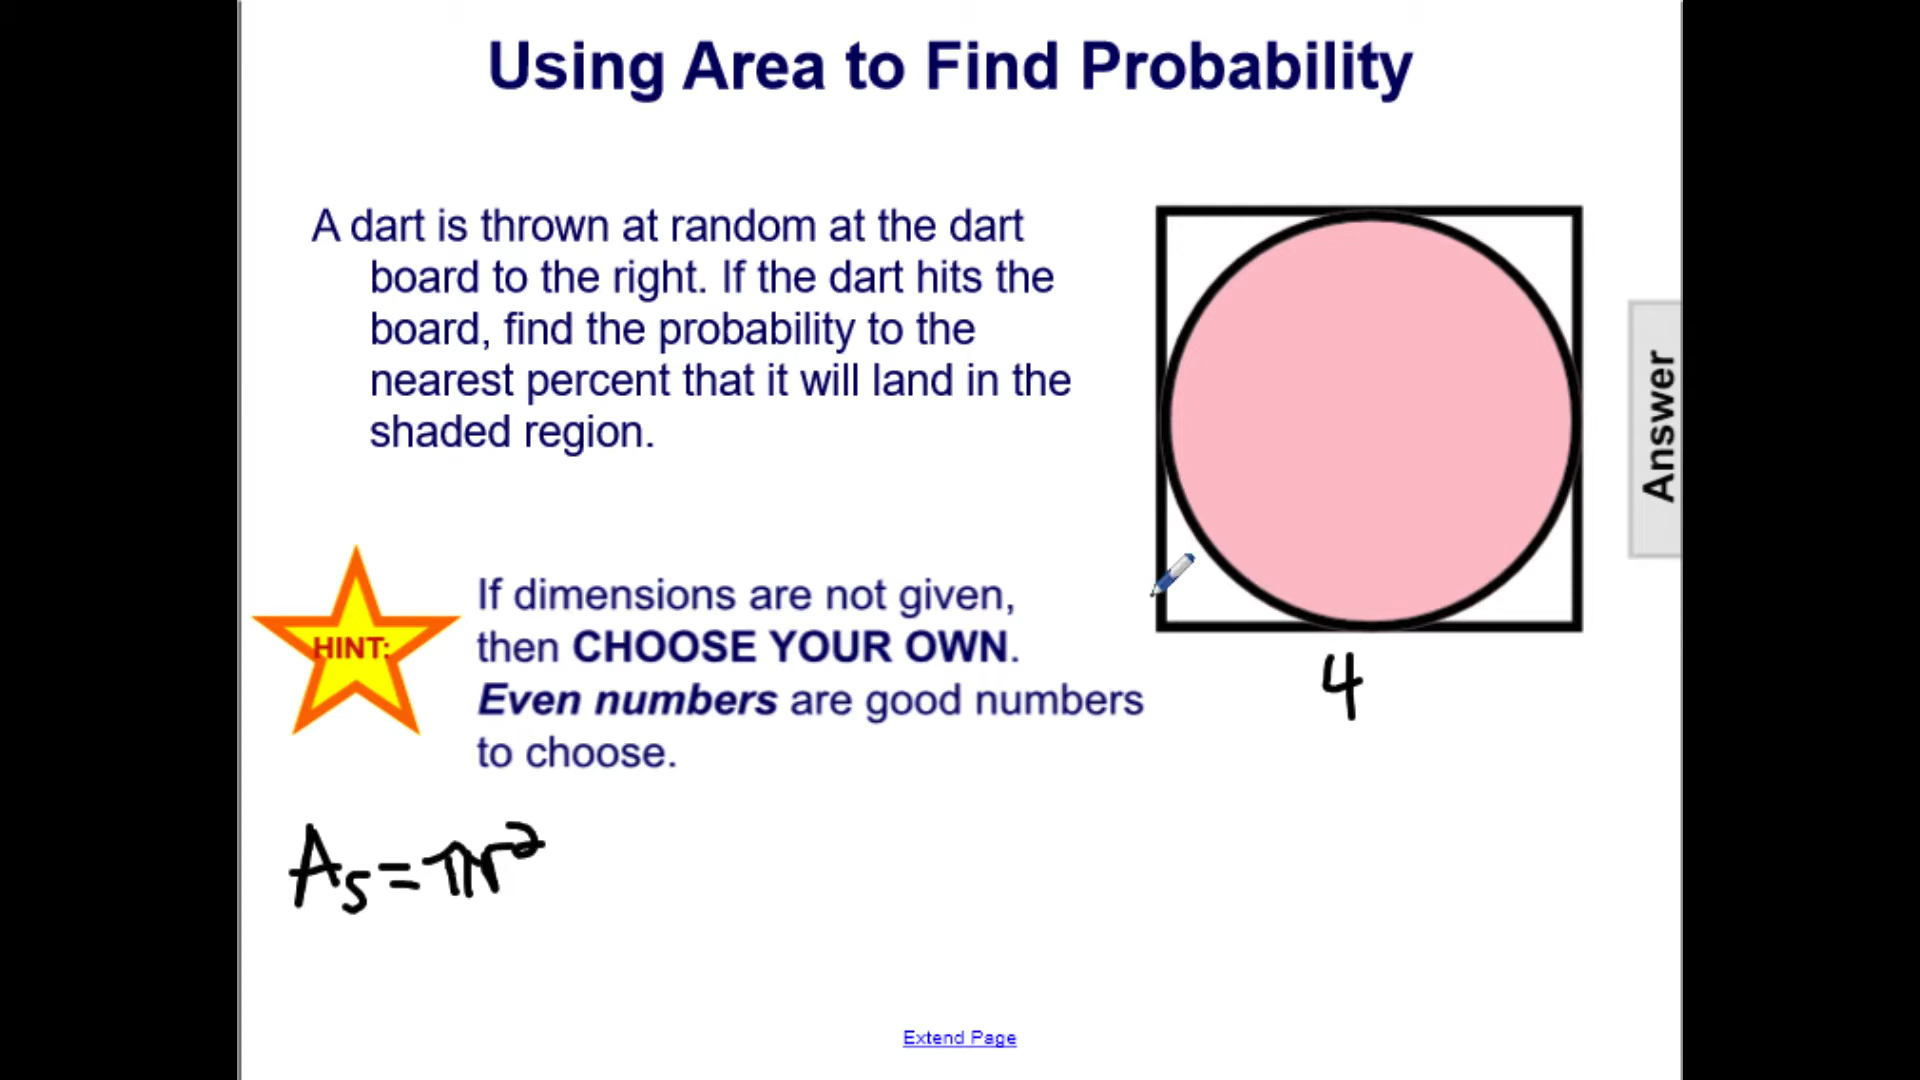 Using Area to Find Probability
A dart is thrown at random at the dart
board to the right. If the dart hits the
board, find the probability to the
nearest percent that it will land in the
shaded region.
Answer
HINT:
If dimensions are not given,
then CHOOSE YOUR OWN.
Even numbers are good numbers
to choose.
4
As = πr²
Extend Page